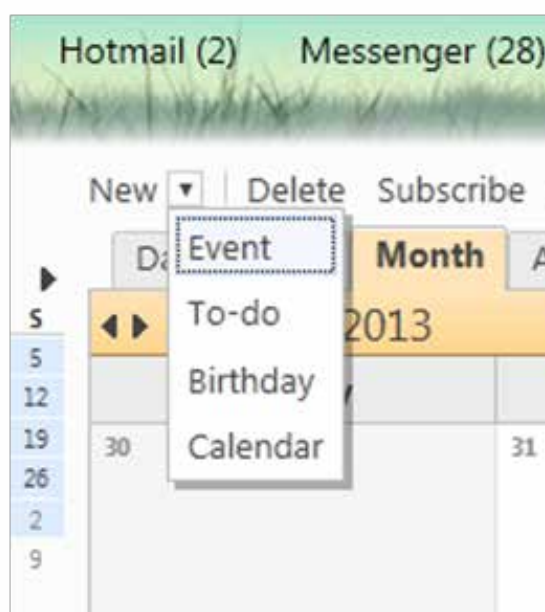 Hotmail (2) Messenger (28)
New Delete Subscribe
Event
Month
To-do
2013
Birthday
Calendar
S
5
12
19
26
2
9
30
31